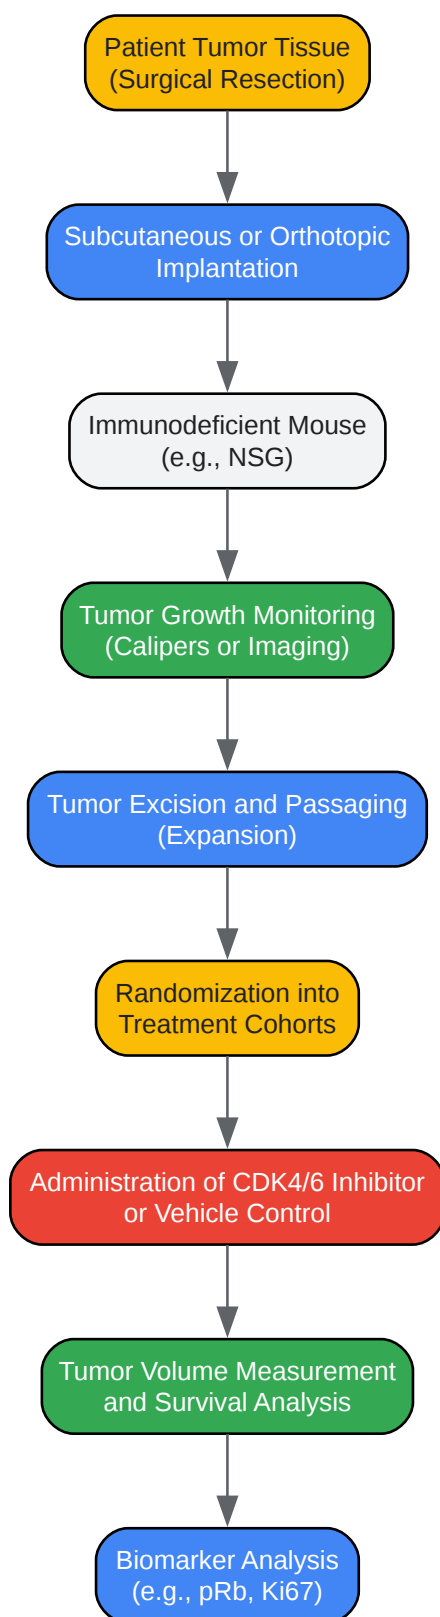 Patient Tumor Tissue
(Surgical Resection)
Subcutaneous or Orthotopic
Implantation
Immunodeficient Mouse
(e.g., NSG)
Tumor Growth Monitoring
(Calipers or Imaging)
Tumor Excision and Passaging
(Expansion)
Randomization into
Treatment Cohorts
Administration of CDK4/6 Inhibitor
or Vehicle Control
Tumor Volume Measurement
and Survival Analysis
Biomarker Analysis
(e.g., pRb, Ki67)